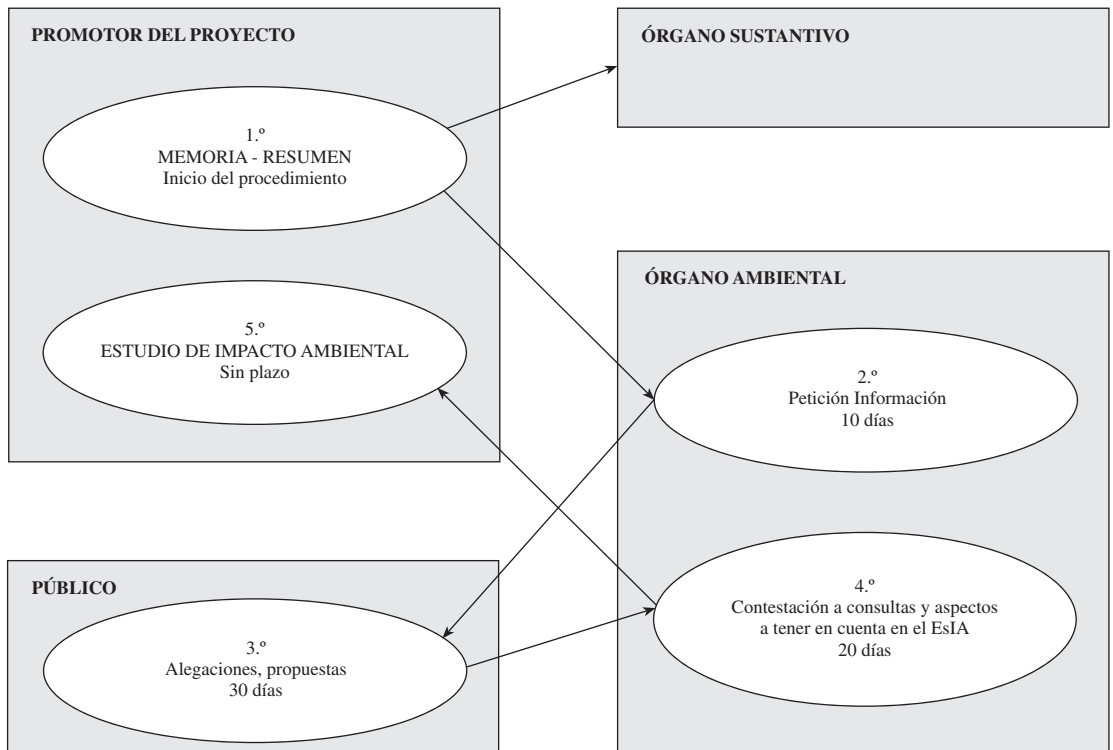 PROMOTOR DEL PROYECTO
1.º
MEMORIA - RESUMEN
Inicio del procedimiento
5.º
ESTUDIO DE IMPACTO AMBIENTAL
Sin plazo
ÓRGANO SUSTANTIVO
ÓRGANO AMBIENTAL
2.º
Petición Información
10 días
4.º
Contestación a consultas y aspectos
a tener en cuenta en el EsIA
20 días
PÚBLICO
3.º
Alegaciones, propuestas
30 días